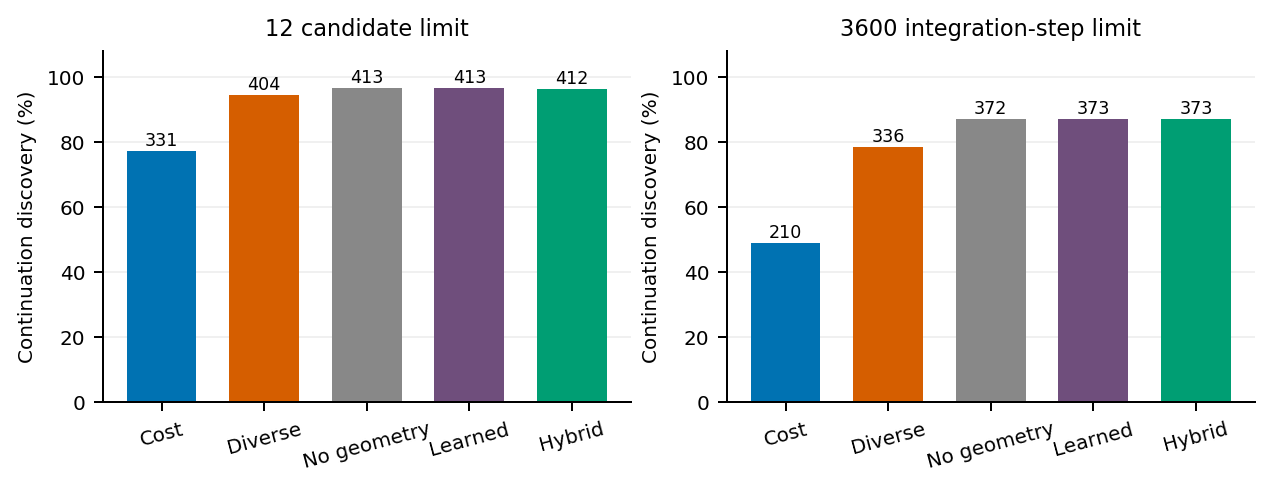 12 candidate limit
Continuation discovery (%)
100
80
60
40
20
0
331
404
413
413
412
Cost
Diverse
No geometry
Learned
Hybrid
3600 integration-step limit
Continuation discovery (%)
100
80
60
40
20
0
210
336
372
373
373
Cost
Diverse
No geometry
Learned
Hybrid